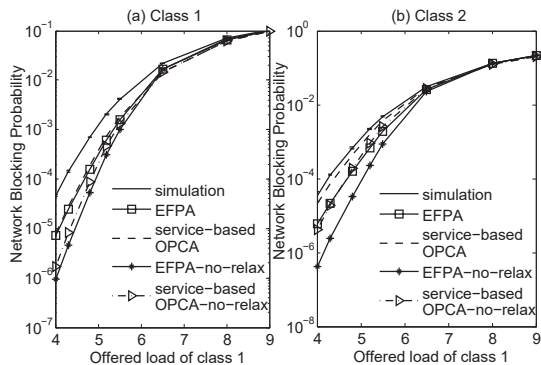 (a) Class 1
Network Blocking Probability
10−1
10−2
10−3
10−4
10−5
10−6
10−7
4 5 6 7 8 9
Offered load of class 1
simulation
EFPA
service−based
OPCA
EFPA−no−relax
service−based
OPCA−no−relax
(b) Class 2
Network Blocking Probability
100
10−2
10−4
10−6
10−8
4 5 6 7 8 9
Offered load of class 1
simulation
EFPA
service−based
OPCA
EFPA−no−relax
service−based
OPCA−no−relax